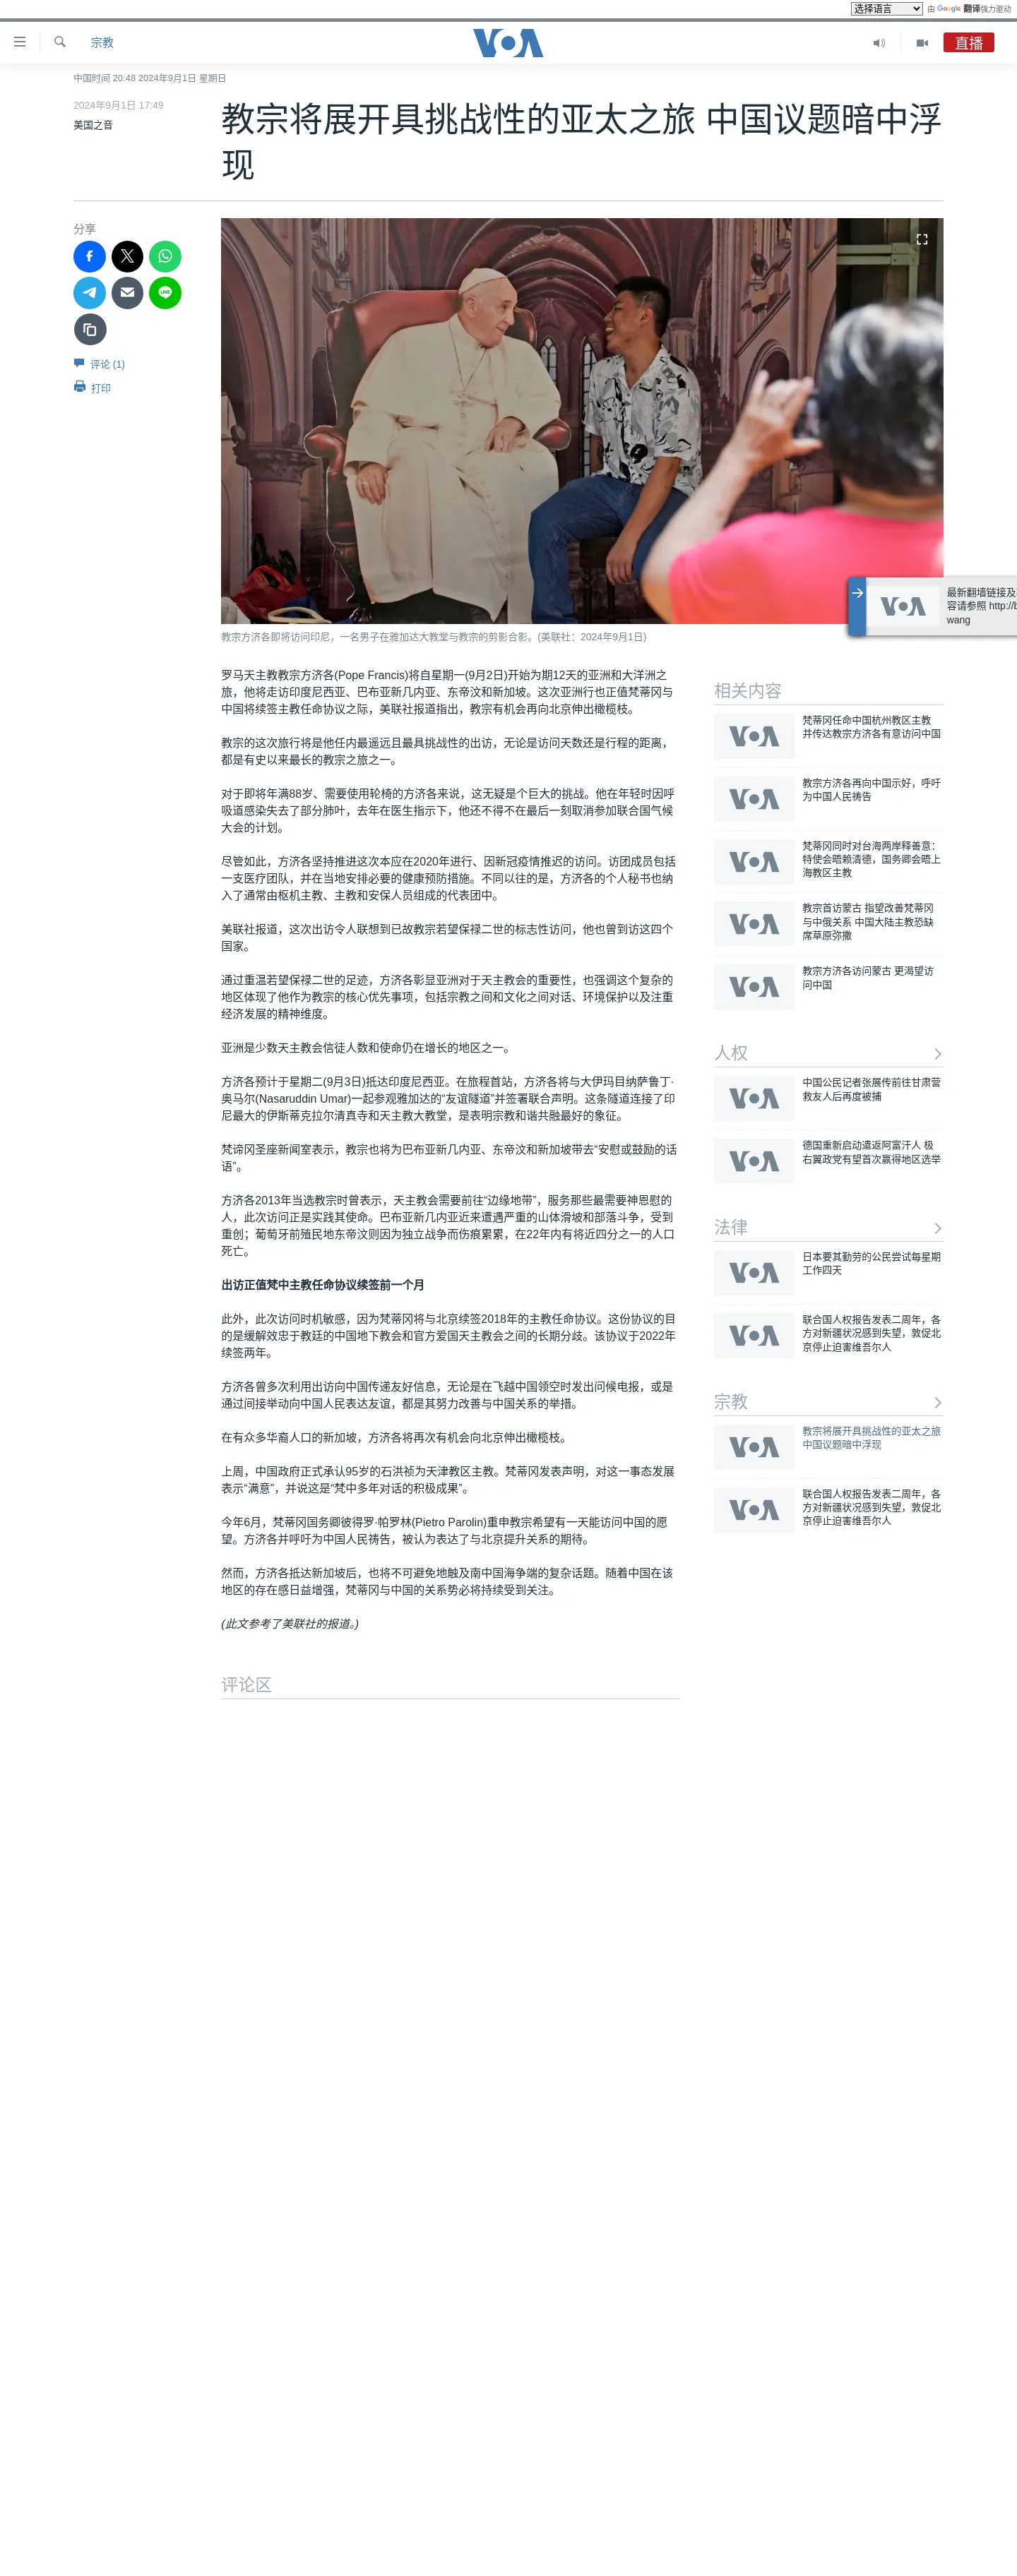 选择语言
由 Google 翻译强力驱动
宗教
VOA
直播
中国时间 20:48 2024年9月1日 星期日
2024年9月1日 17:49
美国之音
教宗将展开具挑战性的亚太之旅 中国议题暗中浮
现
分享
评论 (1)
打印
最新翻墙链接及
容请参照 http://b
wang
教宗方济各即将访问印尼，一名男子在雅加达大教堂与教宗的剪影合影。(美联社：2024年9月1日)
罗马天主教教宗方济各(Pope Francis)将自星期一(9月2日)开始为期12天的亚洲和大洋洲之
旅，他将走访印度尼西亚、巴布亚新几内亚、东帝汶和新加坡。这次亚洲行也正值梵蒂冈与
中国将续签主教任命协议之际，美联社报道指出，教宗有机会再向北京伸出橄榄枝。
教宗的这次旅行将是他任内最遥远且最具挑战性的出访，无论是访问天数还是行程的距离，
都是有史以来最长的教宗之旅之一。
对于即将年满88岁、需要使用轮椅的方济各来说，这无疑是个巨大的挑战。他在年轻时因呼
吸道感染失去了部分肺叶，去年在医生指示下，他还不得不在最后一刻取消参加联合国气候
大会的计划。
尽管如此，方济各坚持推进这次本应在2020年进行、因新冠疫情推迟的访问。访团成员包括
一支医疗团队，并在当地安排必要的健康预防措施。不同以往的是，方济各的个人秘书也纳
入了通常由枢机主教、主教和安保人员组成的代表团中。
美联社报道，这次出访令人联想到已故教宗若望保禄二世的标志性访问，他也曾到访这四个
国家。
通过重温若望保禄二世的足迹，方济各彰显亚洲对于天主教会的重要性，也强调这个复杂的
地区体现了他作为教宗的核心优先事项，包括宗教之间和文化之间对话、环境保护以及注重
经济发展的精神维度。
亚洲是少数天主教会信徒人数和使命仍在增长的地区之一。
方济各预计于星期二(9月3日)抵达印度尼西亚。在旅程首站，方济各将与大伊玛目纳萨鲁丁·
奥马尔(Nasaruddin Umar)一起参观雅加达的“友谊隧道”并签署联合声明。这条隧道连接了印
尼最大的伊斯蒂克拉尔清真寺和天主教大教堂，是表明宗教和谐共融最好的象征。
梵谛冈圣座新闻室表示，教宗也将为巴布亚新几内亚、东帝汶和新加坡带去“安慰或鼓励的话
语”。
方济各2013年当选教宗时曾表示，天主教会需要前往“边缘地带”，服务那些最需要神恩慰的
人，此次访问正是实践其使命。巴布亚新几内亚近来遭遇严重的山体滑坡和部落斗争，受到
重创；葡萄牙前殖民地东帝汶则因为独立战争而伤痕累累，在22年内有将近四分之一的人口
死亡。
出访正值梵中主教任命协议续签前一个月
此外，此次访问时机敏感，因为梵蒂冈将与北京续签2018年的主教任命协议。这份协议的目
的是缓解效忠于教廷的中国地下教会和官方爱国天主教会之间的长期分歧。该协议于2022年
续签两年。
方济各曾多次利用出访向中国传递友好信息，无论是在飞越中国领空时发出问候电报，或是
通过间接举动向中国人民表达友谊，都是其努力改善与中国关系的举措。
在有众多华裔人口的新加坡，方济各将再次有机会向北京伸出橄榄枝。
上周，中国政府正式承认95岁的石洪祯为天津教区主教。梵蒂冈发表声明，对这一事态发展
表示“满意”，并说这是“梵中多年对话的积极成果”。
今年6月，梵蒂冈国务卿彼得罗·帕罗林(Pietro Parolin)重申教宗希望有一天能访问中国的愿
望。方济各并呼吁为中国人民祷告，被认为表达了与北京提升关系的期待。
然而，方济各抵达新加坡后，也将不可避免地触及南中国海争端的复杂话题。随着中国在该
地区的存在感日益增强，梵蒂冈与中国的关系势必将持续受到关注。
(此文参考了美联社的报道。)
评论区
相关内容
VOA
梵蒂冈任命中国杭州教区主教
并传达教宗方济各有意访问中国
VOA
教宗方济各再向中国示好，呼吁
为中国人民祷告
VOA
梵蒂冈同时对台海两岸释善意：
特使会晤赖清德，国务卿会晤上
海教区主教
VOA
教宗首访蒙古 指望改善梵蒂冈
与中俄关系 中国大陆主教恐缺
席草原弥撒
VOA
教宗方济各访问蒙古 更渴望访
问中国
人权
VOA
中国公民记者张展传前往甘肃营
救友人后再度被捕
VOA
德国重新启动遣返阿富汗人 极
右翼政党有望首次赢得地区选举
法律
VOA
日本要其勤劳的公民尝试每星期
工作四天
VOA
联合国人权报告发表二周年，各
方对新疆状况感到失望，敦促北
京停止迫害维吾尔人
宗教
VOA
教宗将展开具挑战性的亚太之旅
中国议题暗中浮现
VOA
联合国人权报告发表二周年，各
方对新疆状况感到失望，敦促北
京停止迫害维吾尔人